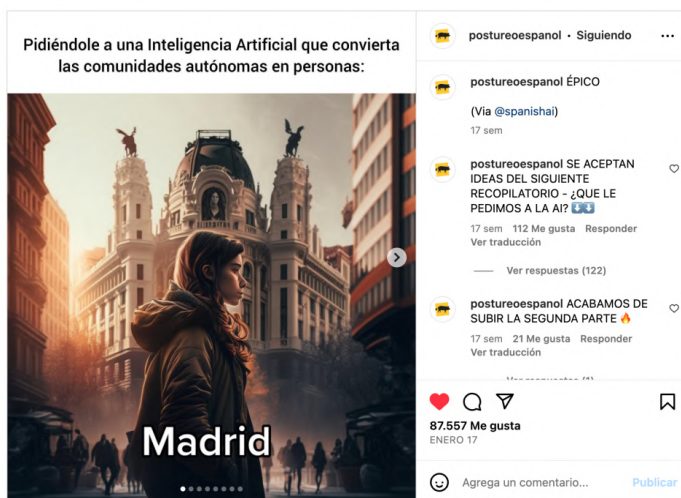 Pidiéndole a una Inteligencia Artificial que convierta
las comunidades autónomas en personas:
Madrid
postureoespanol • Siguiendo
postureoespanol ÉPICO
(Via @spanishai)
17 sem
postureoespanol SE ACEPTAN
IDEAS DEL SIGUIENTE
RECOPILATORIO - ¿QUE LE
PEDIMOS A LA AI? ⬇️⬇️
17 sem 112 Me gusta Responder
Ver traducción
Ver respuestas (122)
postureoespanol ACABAMOS DE
SUBIR LA SEGUNDA PARTE 🔥
17 sem 21 Me gusta Responder
Ver traducción
87.557 Me gusta
ENERO 17
Agrega un comentario...
Publicar